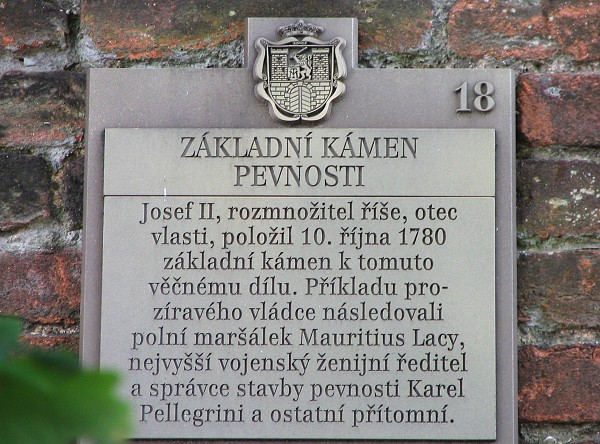 18
ZÁKLADNÍ KÁMEN
PEVNOSTI
Josef II, rozmnožitel říše, otec
vlasti, položil 10. října 1780
základní kámen k tomuto
věčnému dílu. Příkladu pro-
zíravého vládce následovali
polní maršálek Mauritius Lacy,
nejvyšší vojenský ženijní ředitel
a správce stavby pevnosti Karel
Pellegrini a ostatní přítomní.